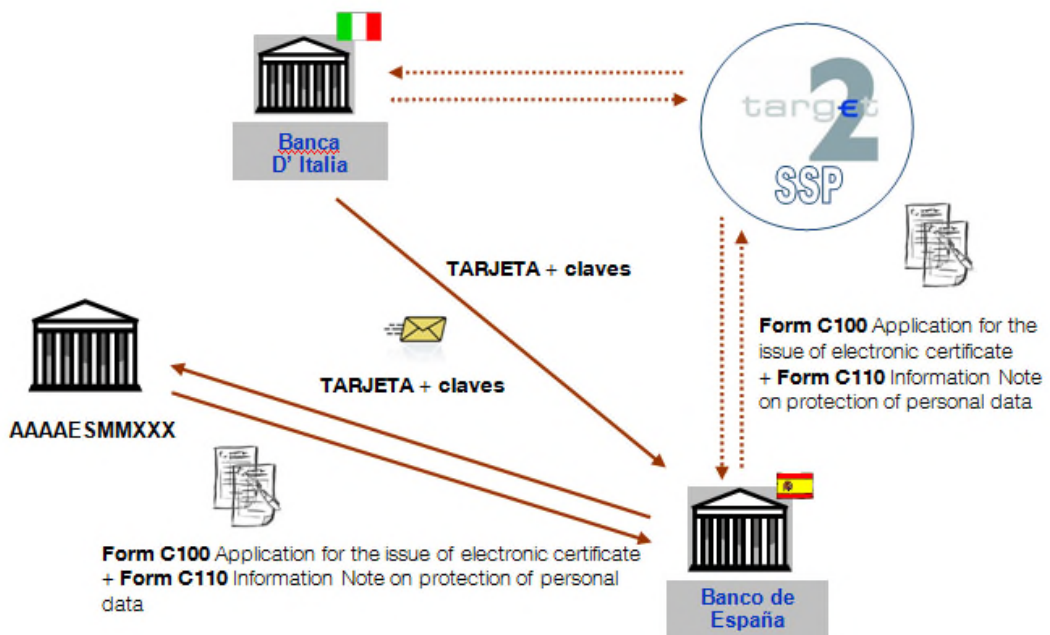 Banca
D' Italia
target
2
SSP
TARJETA + claves
Form C100 Application for the
issue of electronic certificate
+ Form C110 Information Note
on protection of personal data
TARJETA + claves
AAAAESMMXXX
Form C100 Application for the issue of electronic certificate
+ Form C110 Information Note on protection of personal
data
Banco de
España